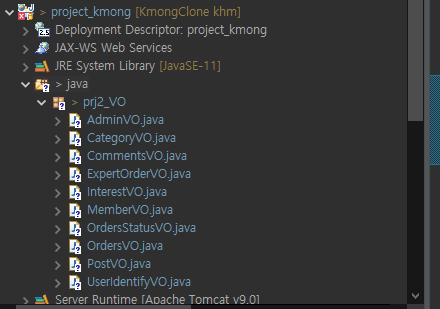 > project_kmong [KmongClone khm]
Deployment Descriptor: project_kmong
JAX-WS Web Services
JRE System Library [JavaSE-11]
> java
> prj2_VO
AdminVO.java
CategoryVO.java
CommentsVO.java
ExpertOrderVO.java
InterestVO.java
MemberVO.java
OrdersStatusVO.java
OrdersVO.java
PostVO.java
UserIdentifyVO.java
Server Runtime [Apache Tomcat v9.0]